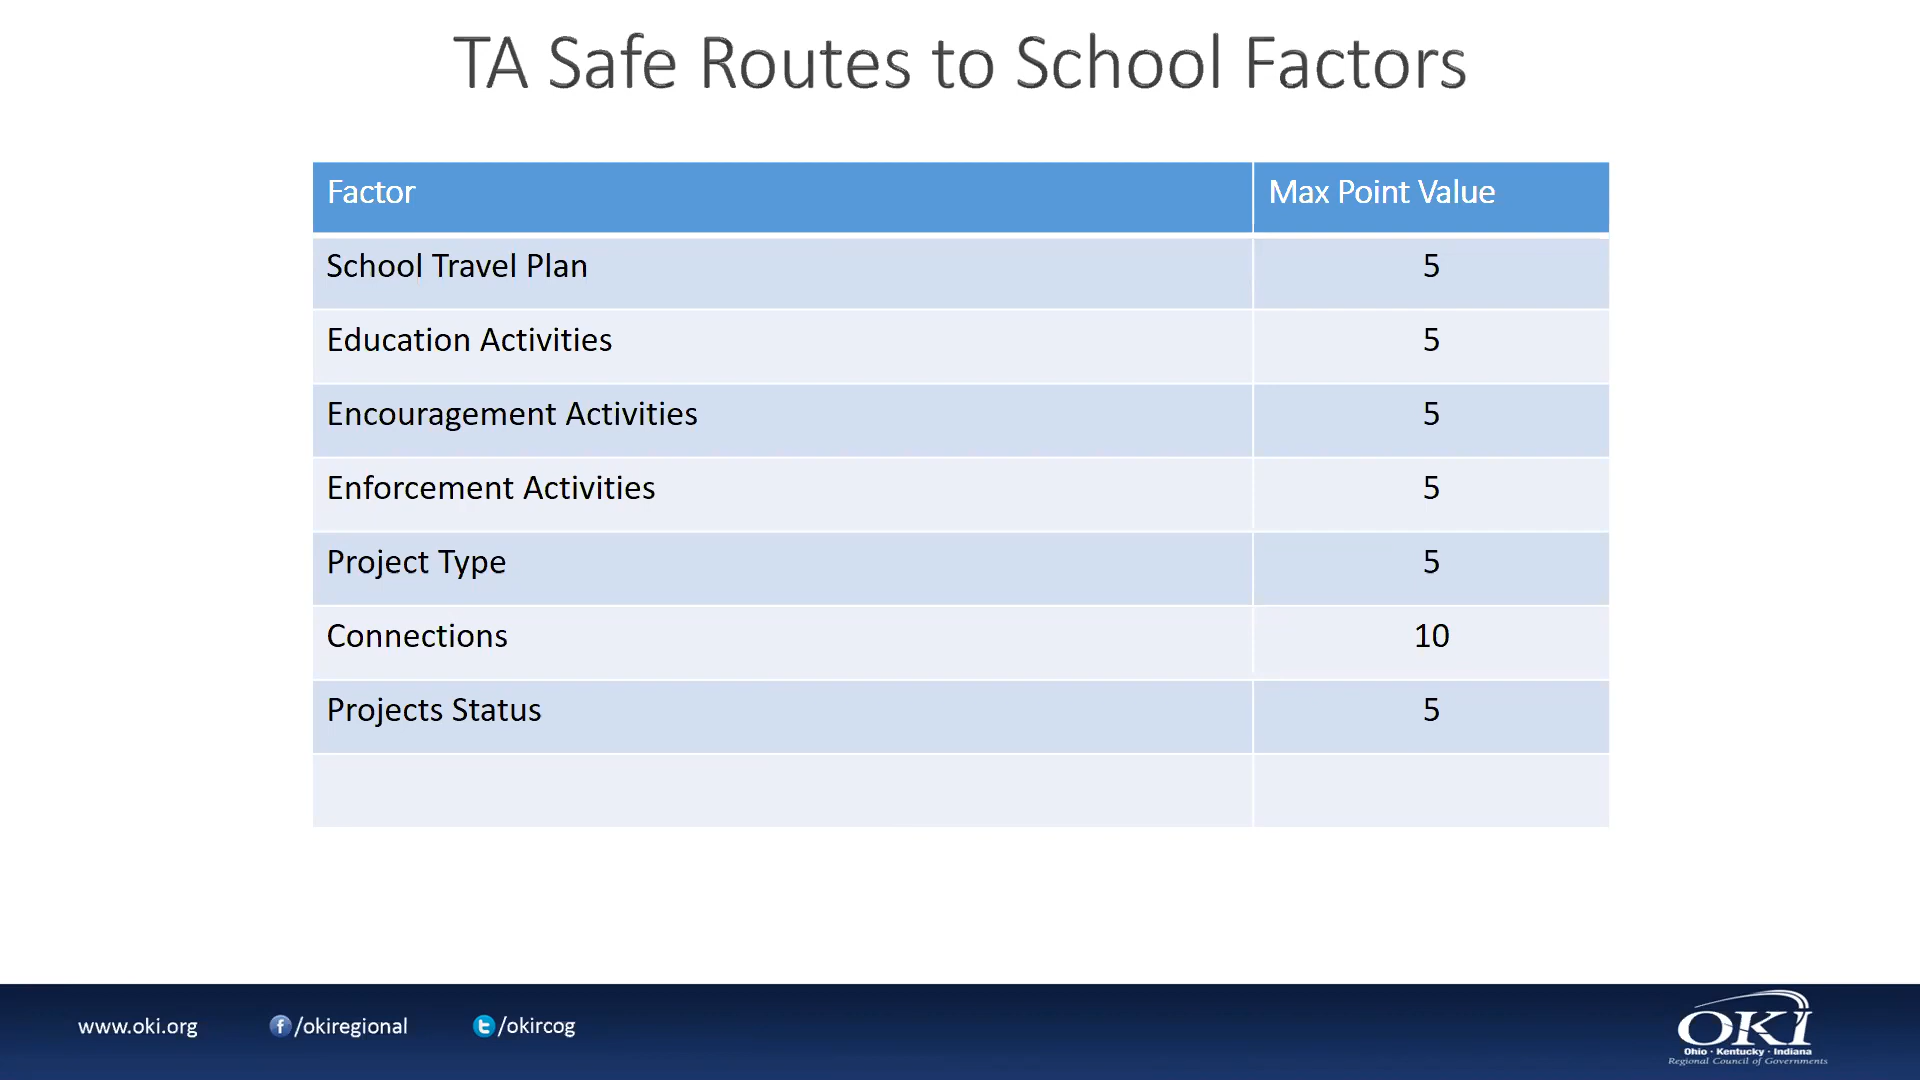 TA Safe Routes to School Factors
Factor Max Point Value
School Travel Plan 5
Education Activities 5
Encouragement Activities 5
Enforcement Activities 5
Project Type 5
Connections 10
Projects Status 5
www.oki.org /okiregional /okircog
OKI
Ohio · Kentucky · Indiana
Regional Council of Governments